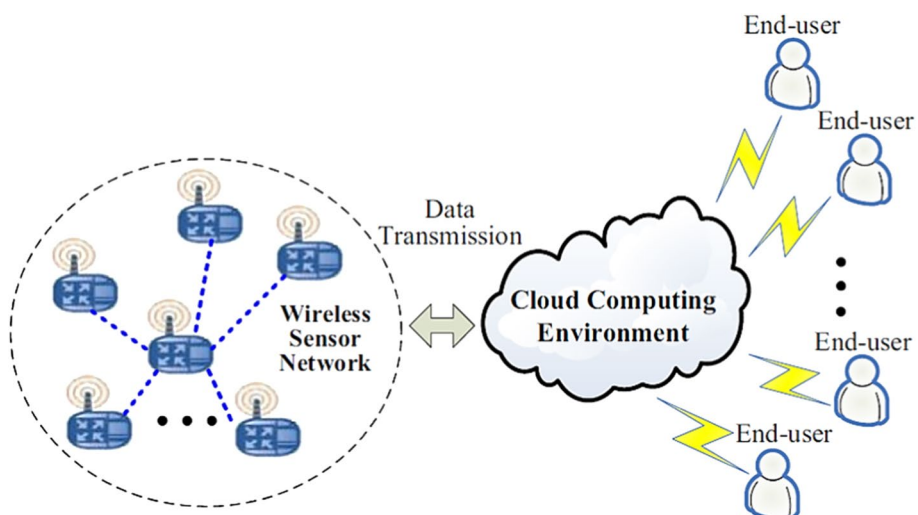 End-user
End-user
Data
Transmission
Wireless
Sensor
Network
Cloud Computing
Environment
End-user
End-user